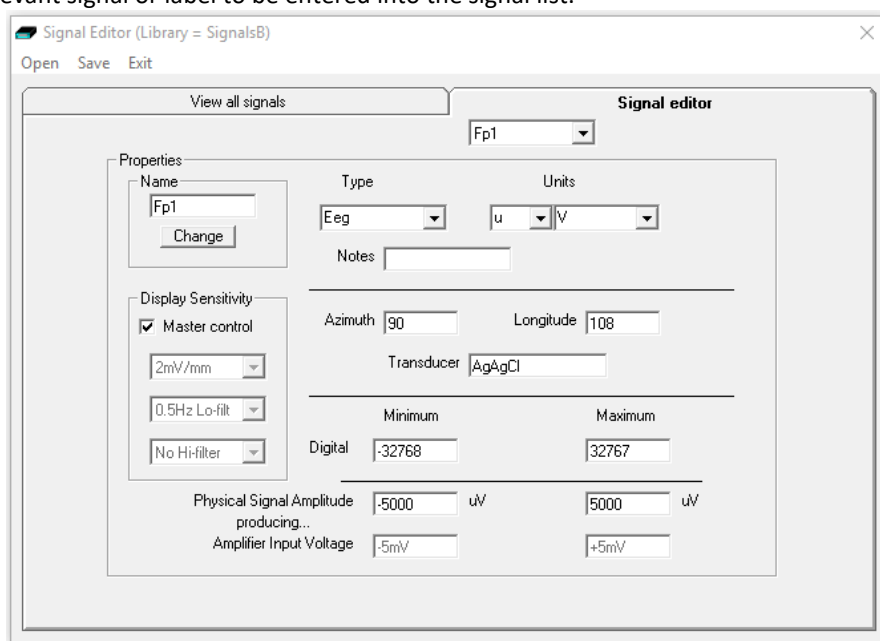 evant signal or label to be entered into the signal list.
Signal Editor (Library = SignalsB)
Open Save Exit
View all signals Signal editor
Fp1
Properties
Name Type Units
Fp1 Eeg u V
Change
Notes
Display Sensitivity
Master control Azimuth 90 Longitude 108
2mV/mm Transducer AgAgCl
0.5Hz Lo-filt Minimum Maximum
No Hi-filter Digital -32768 32767
Physical Signal Amplitude -5000 uV 5000 uV
producing...
Amplifier Input Voltage -5mV +5mV